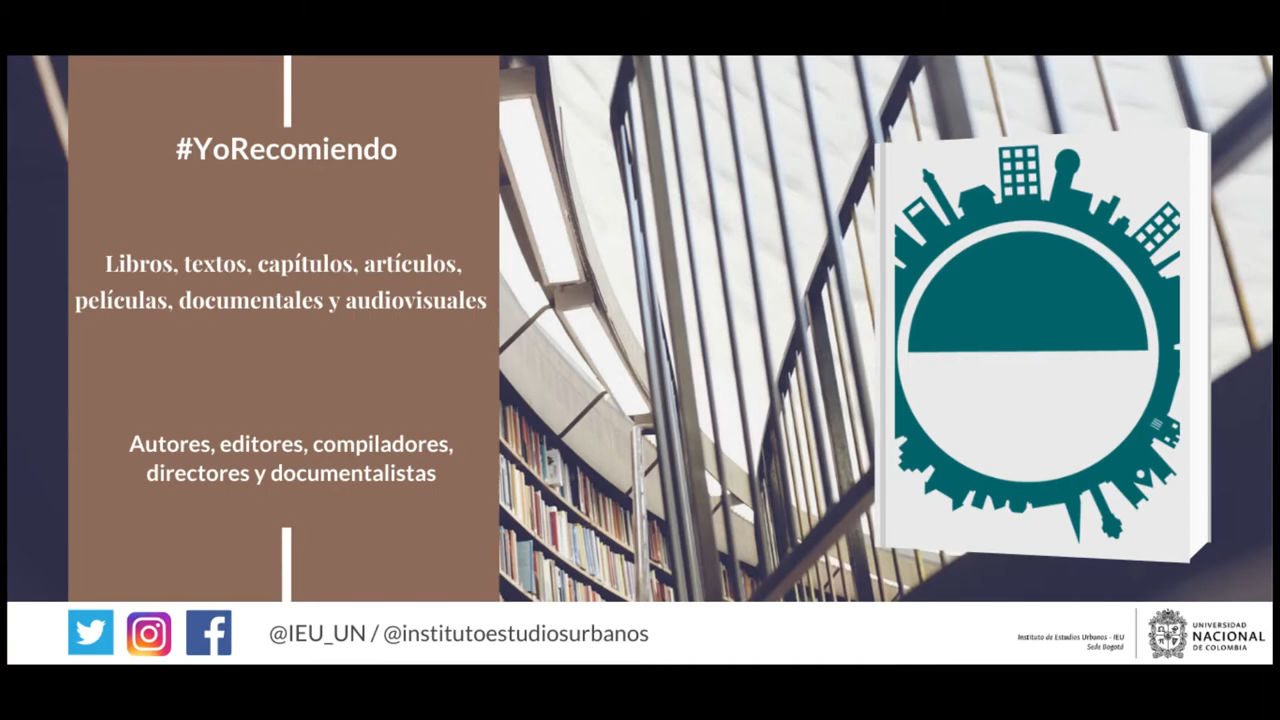 #YoRecomiendo
Libros, textos, capítulos, artículos,
películas, documentales y audiovisuales
Autores, editores, compiladores,
directores y documentalistas
@IEU_UN / @institutoestudiosurbanos
Instituto de Estudios Urbanos - IEU
Sede Bogotá
UNIVERSIDAD
NACIONAL
DE COLOMBIA